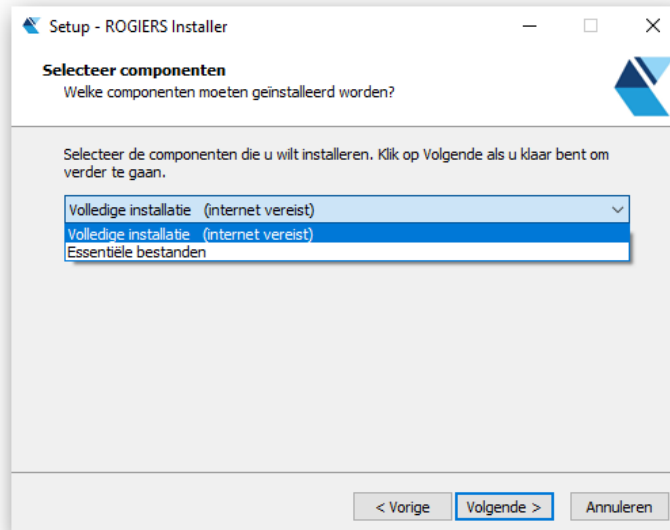 Setup - ROGIERS Installer
Selecteer componenten
Welke componenten moeten geïnstalleerd worden?
Selecteer de componenten die u wilt installeren. Klik op Volgende als u klaar bent om
verder te gaan.
Volledige installatie (internet vereist)
Volledige installatie (internet vereist)
Essentiële bestanden
< Vorige
Volgende >
Annuleren